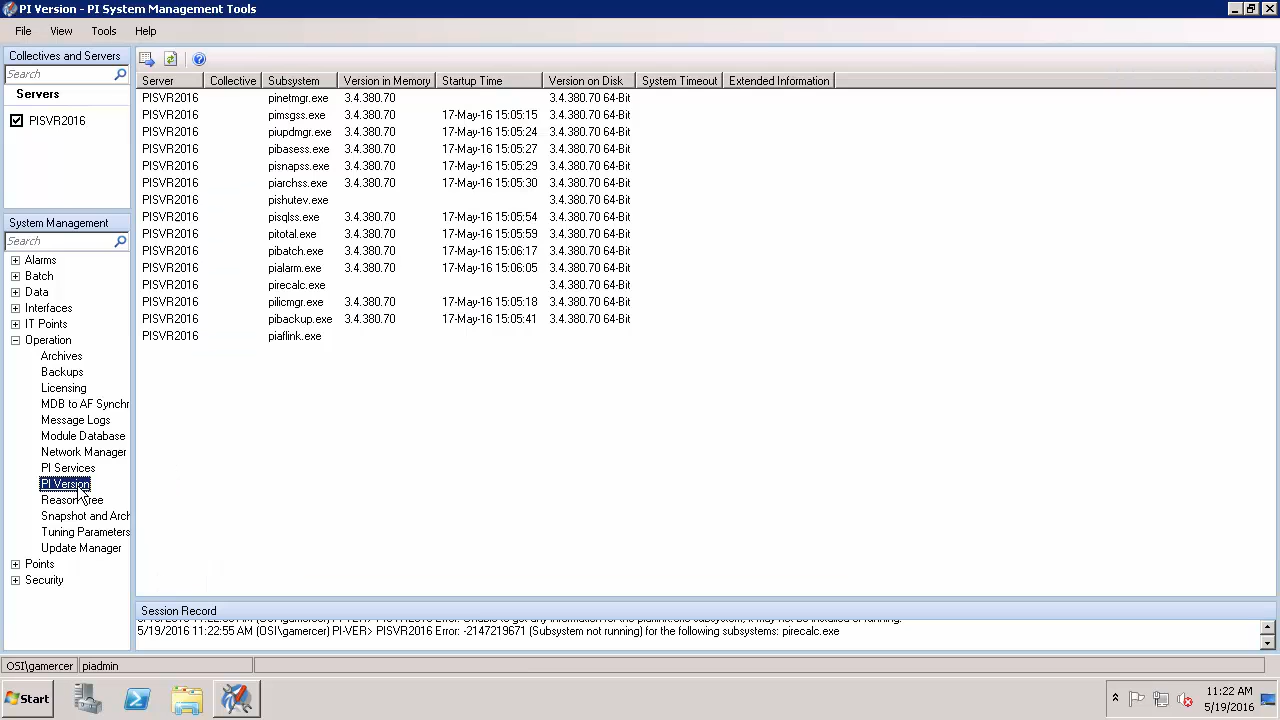 PI Version - PI System Management Tools
File View Tools Help
Collectives and Servers
Search
Servers
PISVR2016
System Management
Search
Alarms
Batch
Data
Interfaces
IT Points
Operation
Archives
Backups
Licensing
MDB to AF Synchr
Message Logs
Module Database
Network Manager
PI Services
PI Version
Reason Tree
Snapshot and Arch
Tuning Parameters
Update Manager
Points
Security
Server Collective Subsystem Version in Memory Startup Time Version on Disk System Timeout Extended Information
PISVR2016 pinetmgr.exe 3.4.380.70 3.4.380.70 64-Bit
PISVR2016 pimsgss.exe 3.4.380.70 17-May-16 15:05:15 3.4.380.70 64-Bit
PISVR2016 piupdmgr.exe 3.4.380.70 17-May-16 15:05:24 3.4.380.70 64-Bit
PISVR2016 pibasess.exe 3.4.380.70 17-May-16 15:05:27 3.4.380.70 64-Bit
PISVR2016 pisnapss.exe 3.4.380.70 17-May-16 15:05:29 3.4.380.70 64-Bit
PISVR2016 piarchss.exe 3.4.380.70 17-May-16 15:05:30 3.4.380.70 64-Bit
PISVR2016 pishutev.exe 3.4.380.70 64-Bit
PISVR2016 pisqlss.exe 3.4.380.70 17-May-16 15:05:54 3.4.380.70 64-Bit
PISVR2016 pitotal.exe 3.4.380.70 17-May-16 15:05:59 3.4.380.70 64-Bit
PISVR2016 pibatch.exe 3.4.380.70 17-May-16 15:06:17 3.4.380.70 64-Bit
PISVR2016 pialarm.exe 3.4.380.70 17-May-16 15:06:05 3.4.380.70 64-Bit
PISVR2016 pirecalc.exe 3.4.380.70 64-Bit
PISVR2016 pilicmgr.exe 3.4.380.70 17-May-16 15:05:18 3.4.380.70 64-Bit
PISVR2016 pibackup.exe 3.4.380.70 17-May-16 15:05:41 3.4.380.70 64-Bit
PISVR2016 piaflink.exe
Session Record
5/19/2016 11:22:55 AM (OSI\gamercer) PI-VER> PISVR2016 Error: -2147219671 (Subsystem not running) for the following subsystems: pirecalc.exe
OSI\gamercer piadmin
Start
11:22 AM
5/19/2016